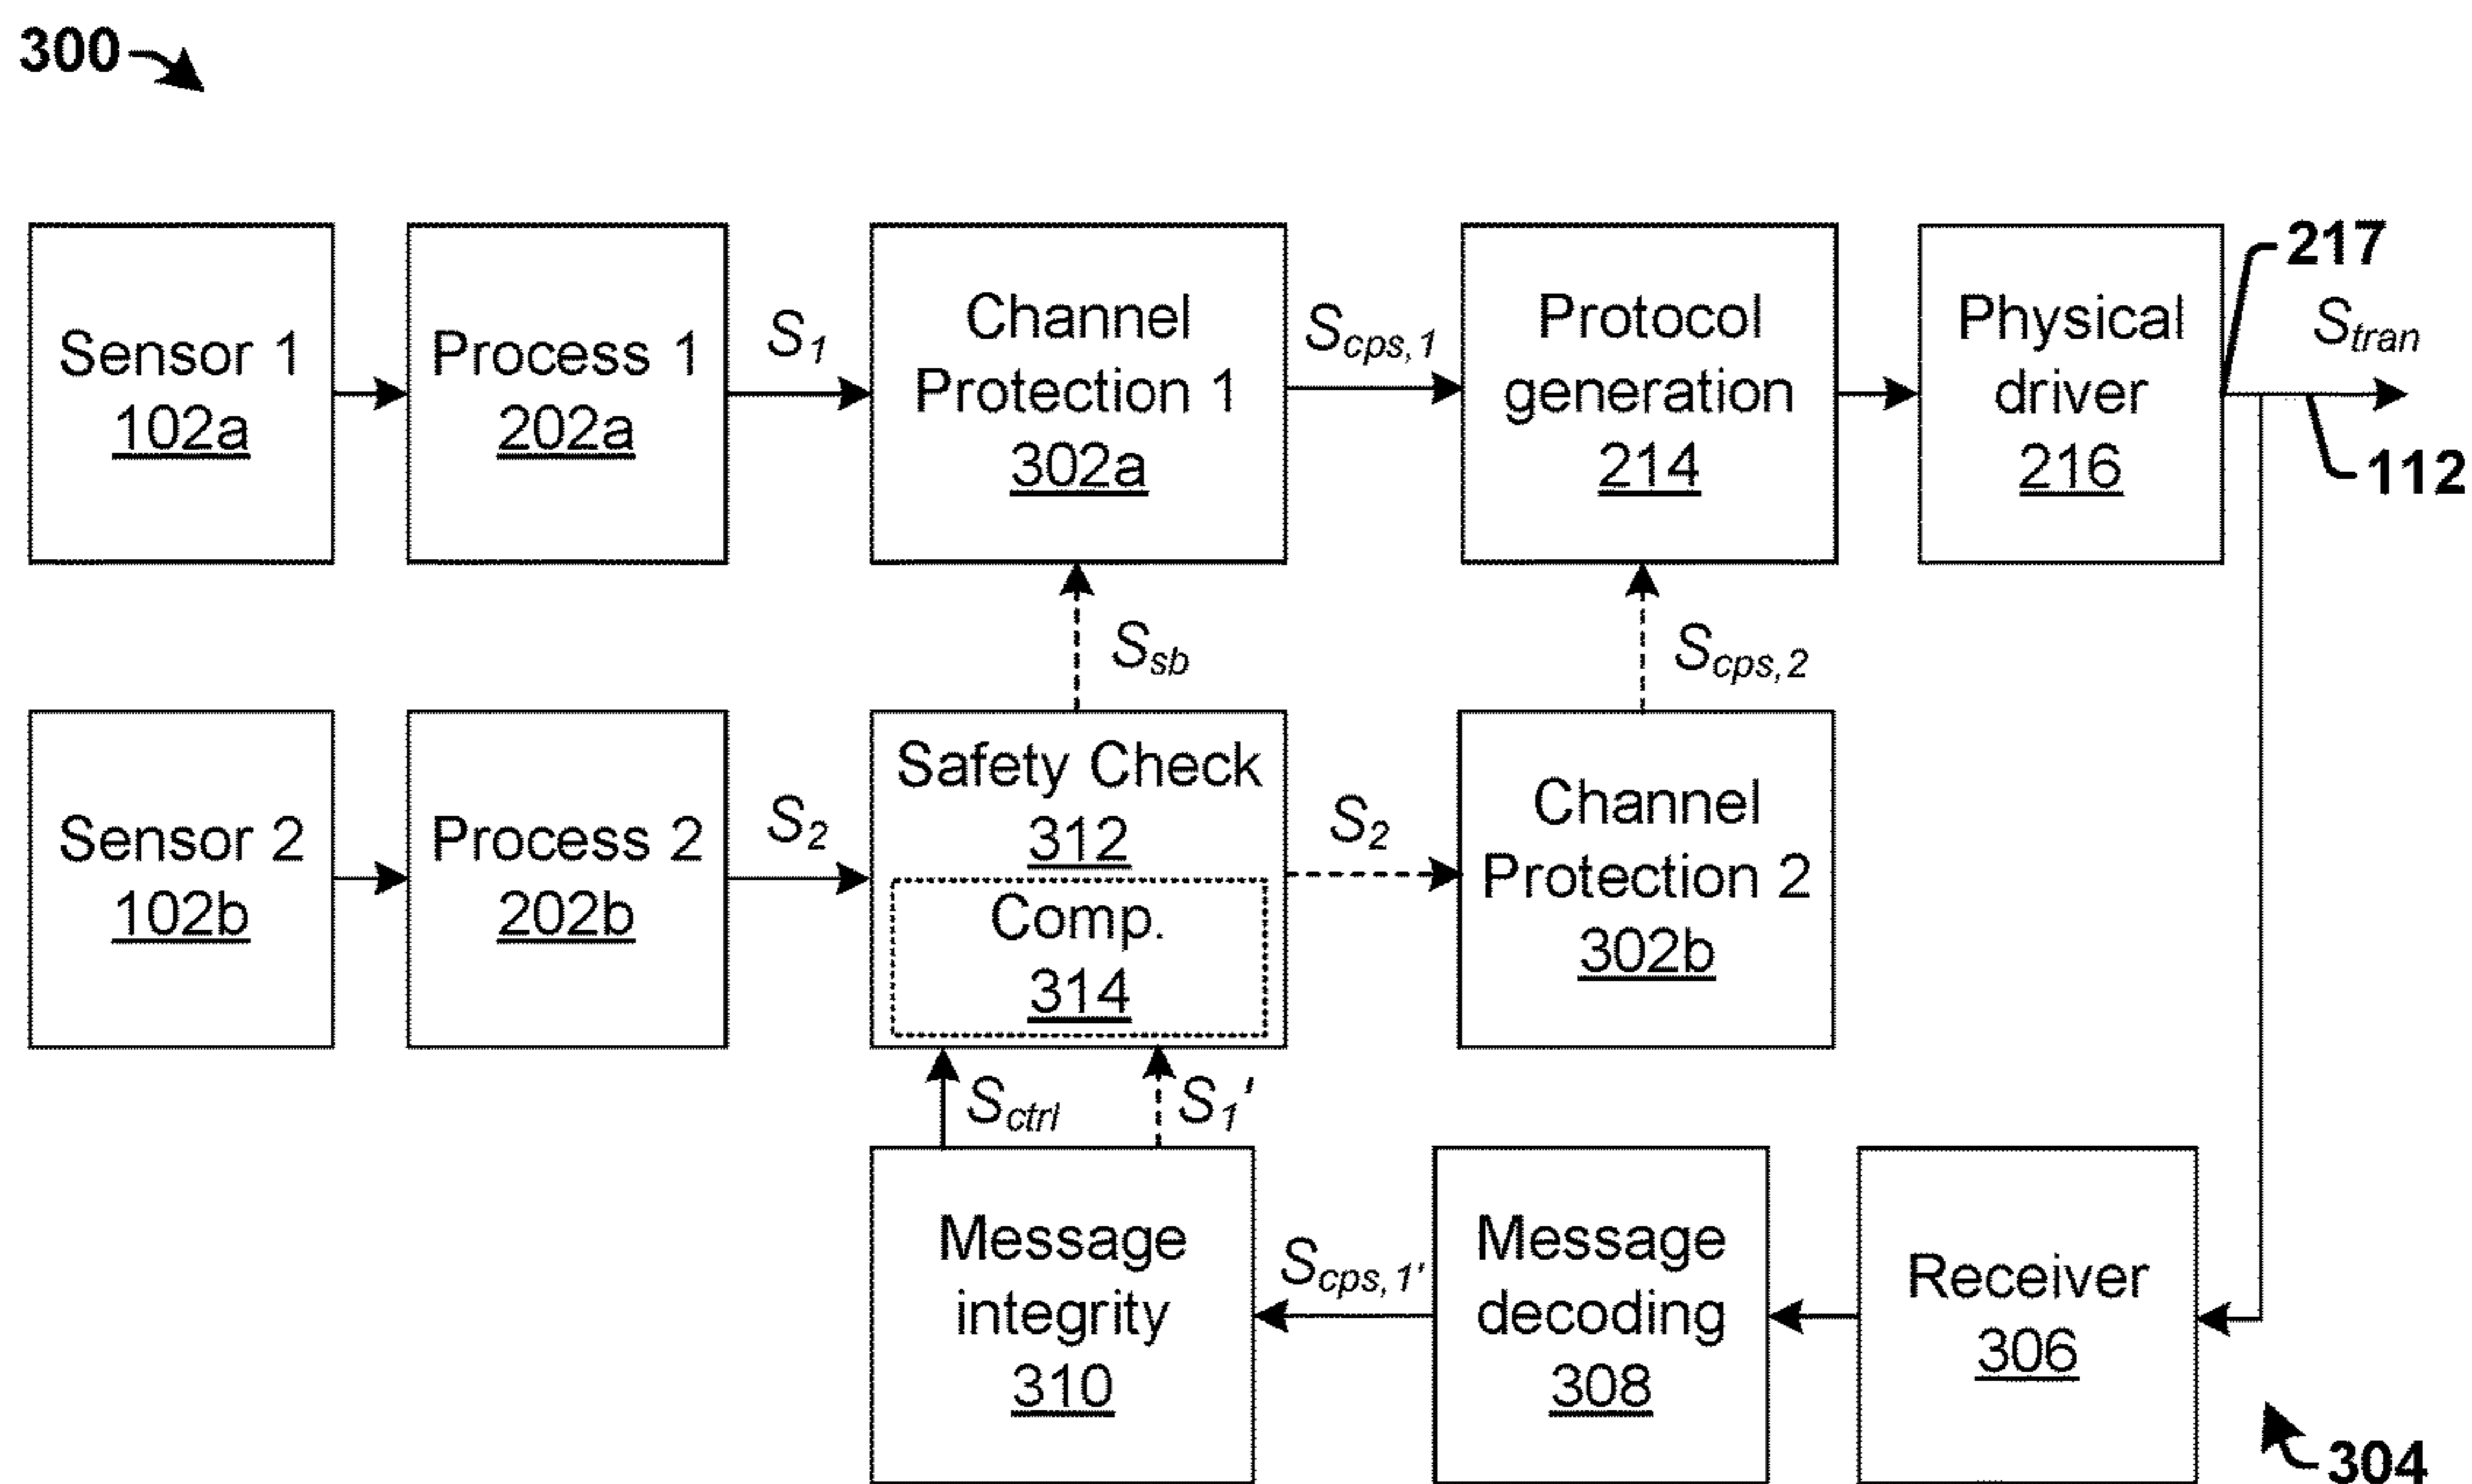 300
Sensor 1
102a
Process 1
202a
S1
Channel
Protection 1
302a
Scps,1
Protocol
generation
214
Physical
driver
216
217
Stran
112
Ssb
Scps,2
Sensor 2
102b
Process 2
202b
S2
Safety Check
312
Comp.
314
S2
Channel
Protection 2
302b
Sctrl
S1'
Message
integrity
310
Scps,1'
Message
decoding
308
Receiver
306
304